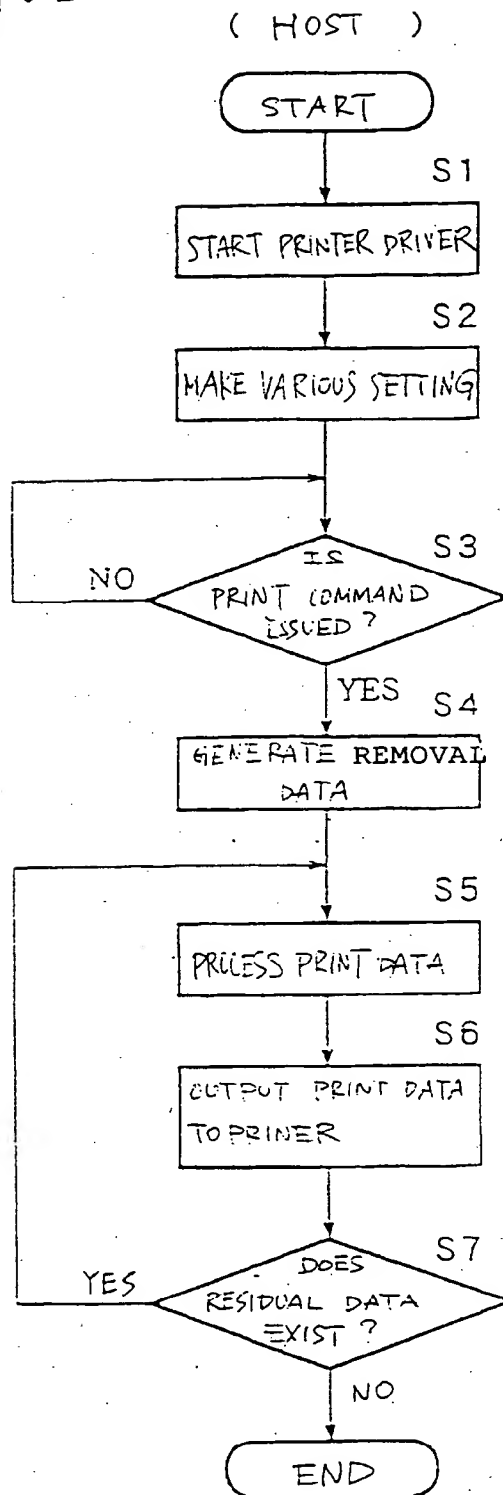 ( HOST )
START
S1
START PRINTER DRIVER
S2
MAKE VARIOUS SETTING
S3
IS
PRINT COMMAND
ISSUED ?
NO
YES
S4
GENERATE REMOVAL
DATA
S5
PROCESS PRINT DATA
S6
OUTPUT PRINT DATA
TO PRINER
S7
DOES
RESIDUAL DATA
EXIST ?
YES
NO
END